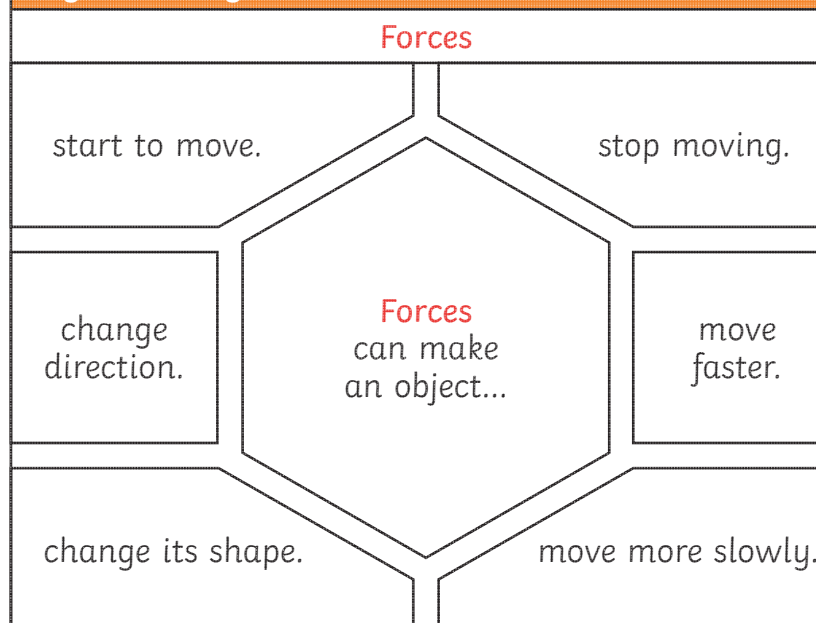 Forces
start to move.
stop moving.
Forces
can make
an object...
change
direction.
move
faster.
change its shape.
move more slowly.